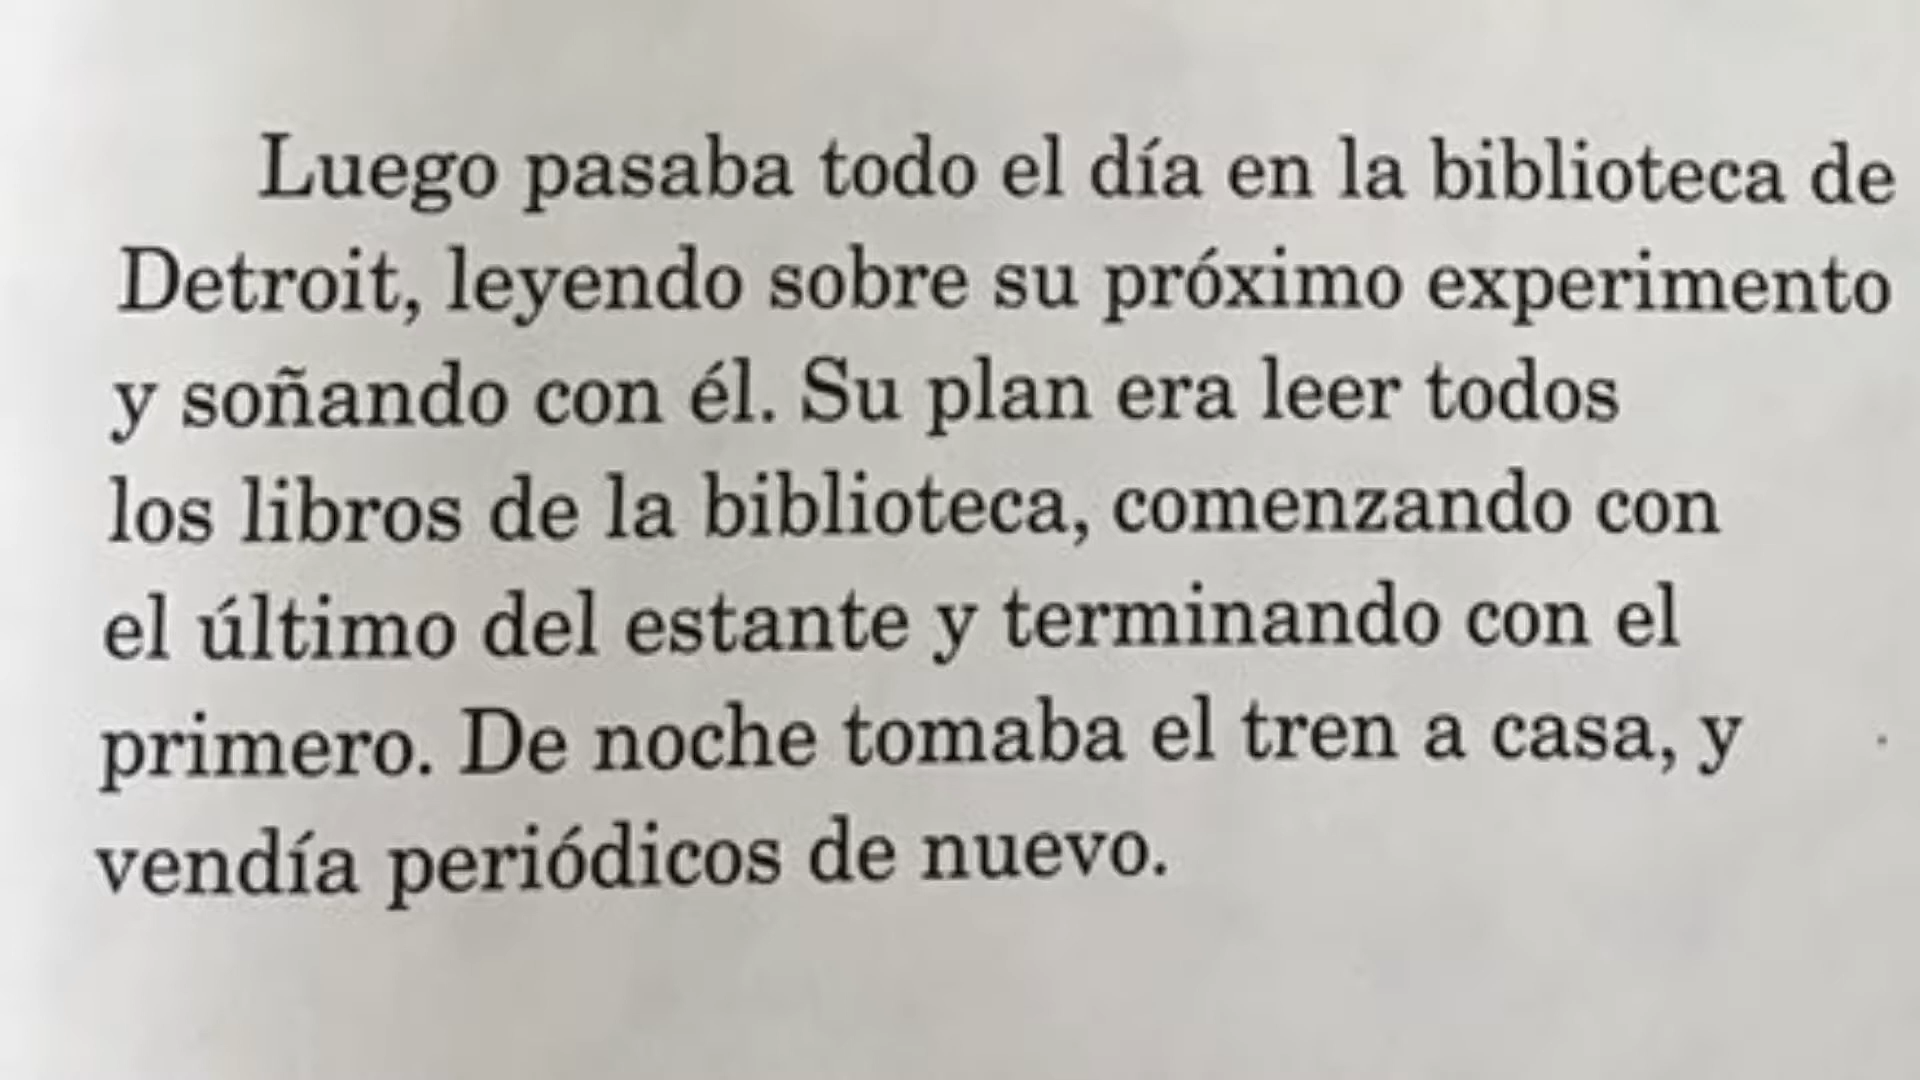 Luego pasaba todo el día en la biblioteca de
Detroit, leyendo sobre su próximo experimento
y soñando con él. Su plan era leer todos
los libros de la biblioteca, comenzando con
el último del estante y terminando con el
primero. De noche tomaba el tren a casa, y
vendía periódicos de nuevo.